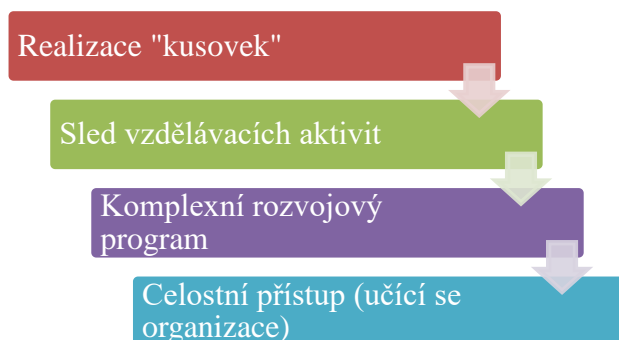 Realizace "kusovek"
Sled vzdělávacích aktivit
Komplexní rozvojový
program
Celostní přístup (učící se
organizace)